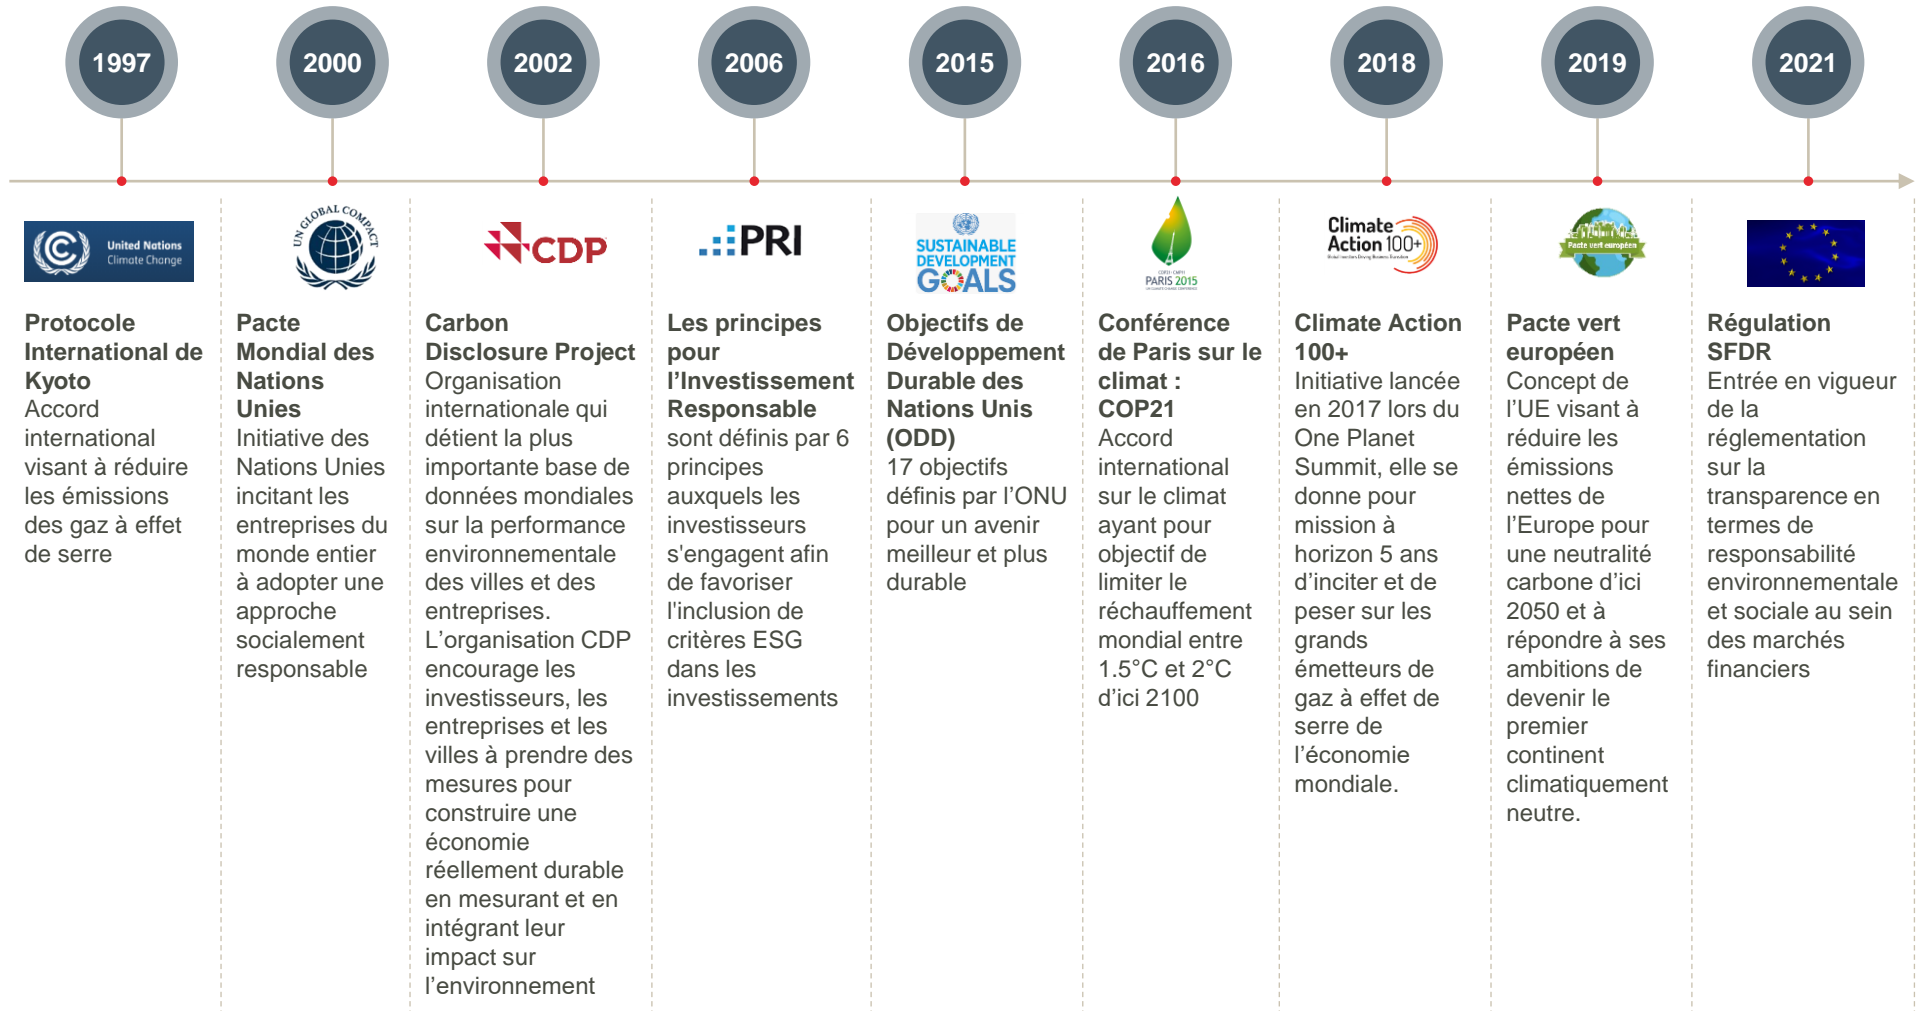 1997
2000
2002
2006
2015
2016
2018
2019
2021
United Nations
Climate Change
Protocole
International de
Kyoto
Accord
international
visant à réduire
les émissions
des gaz à effet
de serre
UN GLOBAL COMPACT
Pacte
Mondial des
Nations
Unies
Initiative des
Nations Unies
incitant les
entreprises du
monde entier
à adopter une
approche
socialement
responsable
CDP
Carbon
Disclosure Project
Organisation
internationale qui
détient la plus
importante base de
données mondiales
sur la performance
environnementale
des villes et des
entreprises.
L’organisation CDP
encourage les
investisseurs, les
entreprises et les
villes à prendre des
mesures pour
construire une
économie
réellement durable
en mesurant et en
intégrant leur
impact sur
l’environnement
PRI
Les principes
pour
l’Investissement
Responsable
sont définis par 6
principes
auxquels les
investisseurs
s'engagent afin
de favoriser
l'inclusion de
critères ESG
dans les
investissements
SUSTAINABLE
DEVELOPMENT
GOALS
Objectifs de
Développement
Durable des
Nations Unis
(ODD)
17 objectifs
définis par l’ONU
pour un avenir
meilleur et plus
durable
COP21·CMP11
PARIS 2015
UN CLIMATE CHANGE CONFERENCE
Conférence
de Paris sur le
climat :
COP21
Accord
international
sur le climat
ayant pour
objectif de
limiter le
réchauffement
mondial entre
1.5°C et 2°C
d’ici 2100
Climate
Action 100+
Global Investors Driving Business Transition
Climate Action
100+
Initiative lancée
en 2017 lors du
One Planet
Summit, elle se
donne pour
mission à
horizon 5 ans
d’inciter et de
peser sur les
grands
émetteurs de
gaz à effet de
serre de
l’économie
mondiale.
Pacte vert européen
Pacte vert
européen
Concept de
l’UE visant à
réduire les
émissions
nettes de
l’Europe pour
une neutralité
carbone d’ici
2050 et à
répondre à ses
ambitions de
devenir le
premier
continent
climatiquement
neutre.
Régulation
SFDR
Entrée en vigueur
de la
réglementation
sur la
transparence en
termes de
responsabilité
environnementale
et sociale au sein
des marchés
financiers